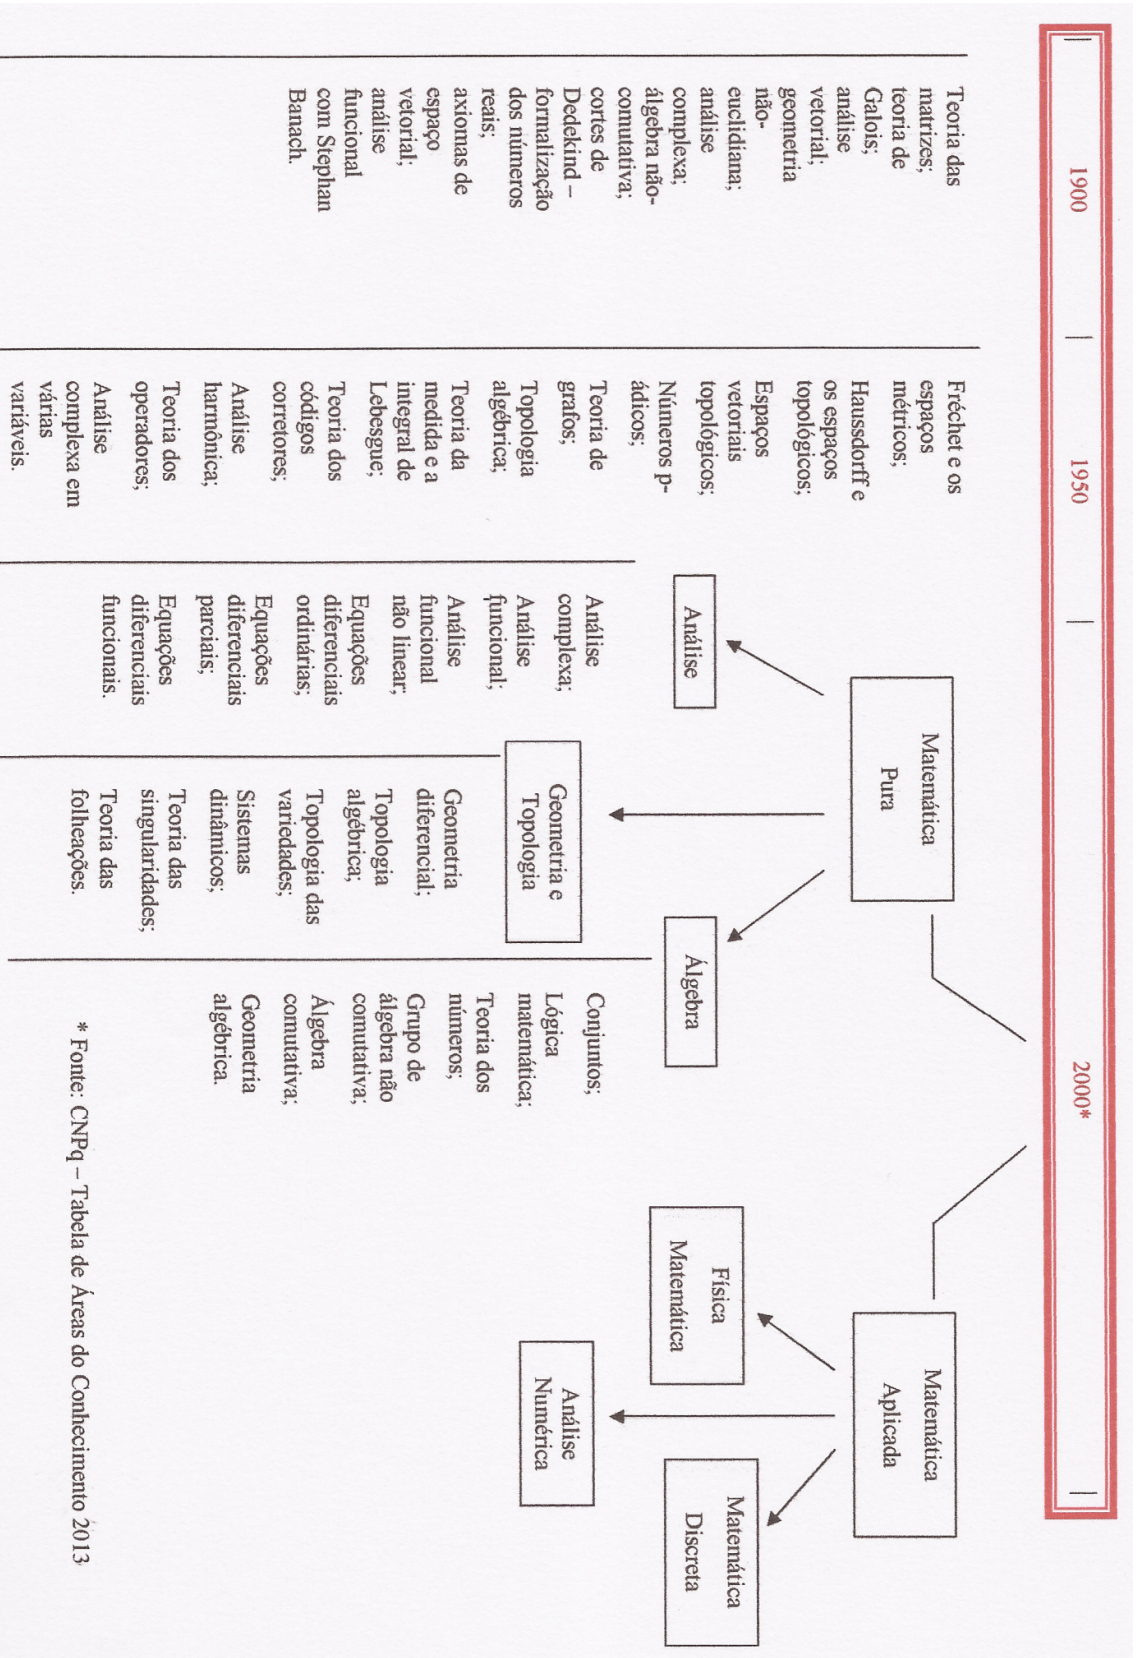 1900
1950
2000*
Teoria das
matrizes;
teoria de
Galois;
análise
vetorial;
geometria
não-
euclidiana;
análise
complexa;
álgebra não-
comutativa;
cortes de
Dedekind –
formalização
dos números
reais;
axiomas de
espaço
vetorial;
análise
funcional
com Stephan
Banach.
Fréchet e os
espaços
métricos;
Haussdorff e
os espaços
topológicos;
Espaços
vetoriais
topológicos;
Números p-
ádicos;
Teoria de
grafos;
Topologia
algébrica;
Teoria da
medida e a
integral de
Lebesgue;
Teoria dos
códigos
corretores;
Análise
harmônica;
Teoria dos
operadores;
Análise
complexa em
várias
variáveis.
Matemática
Pura
Análise
Análise
complexa;
Análise
funcional;
Análise
funcional
não linear;
Equações
diferenciais
ordinárias;
Equações
diferenciais
parciais;
Equações
diferenciais
funcionais.
Geometria e
Topologia
Geometria
diferencial;
Topologia
algébrica;
Topologia das
variedades;
Sistemas
dinâmicos;
Teoria das
singularidades;
Teoria das
folheações.
Álgebra
Conjuntos;
Lógica
matemática;
Teoria dos
números;
Grupo de
álgebra não
comutativa;
Álgebra
comutativa;
Geometria
algébrica.
Matemática
Aplicada
Física
Matemática
Análise
Numérica
Matemática
Discreta
* Fonte: CNPq – Tabela de Áreas do Conhecimento 2013